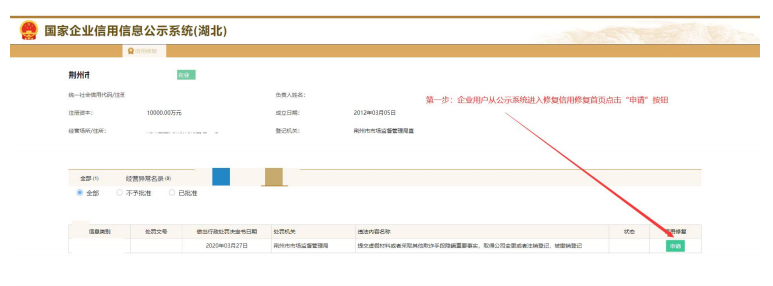 国家企业信用信息公示系统(湖北)
信用修复
荆州市
在业
统一社会信用代码/注册
负责人姓名：
注册资本： 10000.00万元 成立日期： 2012年03月05日
经营场所/住所： 登记机关： 荆州市市场监督管理局直
第一步：企业用户从公示系统进入修复信用修复首页点击“申请”按钮
全部 (1) 经营异常名录 (0)
全部 不予批准 已批准
信息类别 处罚文号 做出行政处罚决定书日期 处罚机关 违法内容名称 状态 信用修复
2020年03月27日 荆州市市场监督管理局 提交虚假材料或者采取其他欺诈手段隐瞒重要事实，取得公司变更或者注销登记，被撤销登记 申请